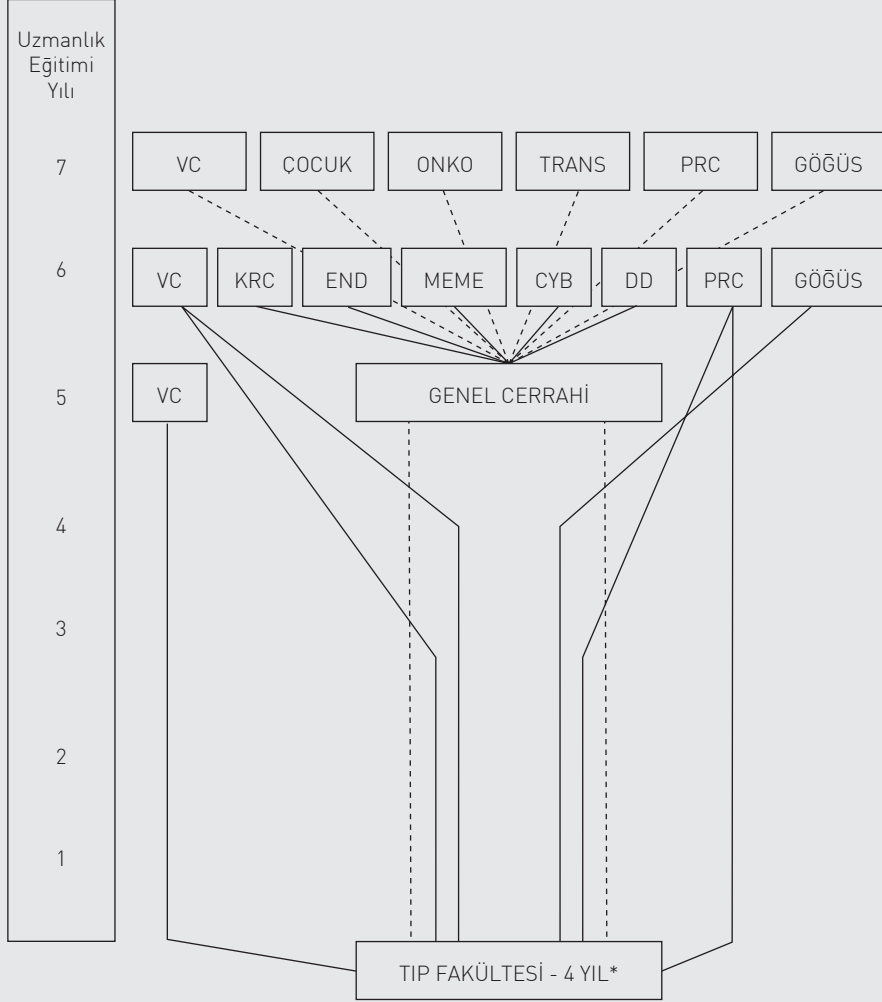 Uzmanlık
Eğitimi
Yılı
7
VC ÇOCUK ONKO TRANS PRC GÖĞÜS
6
VC KRC END MEME CYB DD PRC GÖĞÜS
5
VC GENEL CERRAHİ
4
3
2
1
TIP FAKÜLTESİ - 4 YIL*